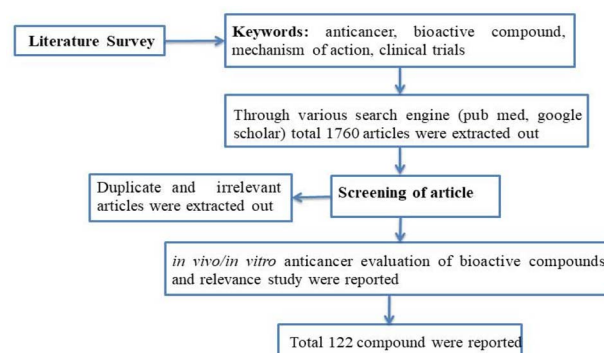 Literature Survey
Keywords: anticancer, bioactive compound,
mechanism of action, clinical trials
Through various search engine (pub med, google
scholar) total 1760 articles were extracted out
Duplicate and irrelevant
articles were extracted out
Screening of article
in vivo/in vitro anticancer evaluation of bioactive compounds
and relevance study were reported
Total 122 compound were reported